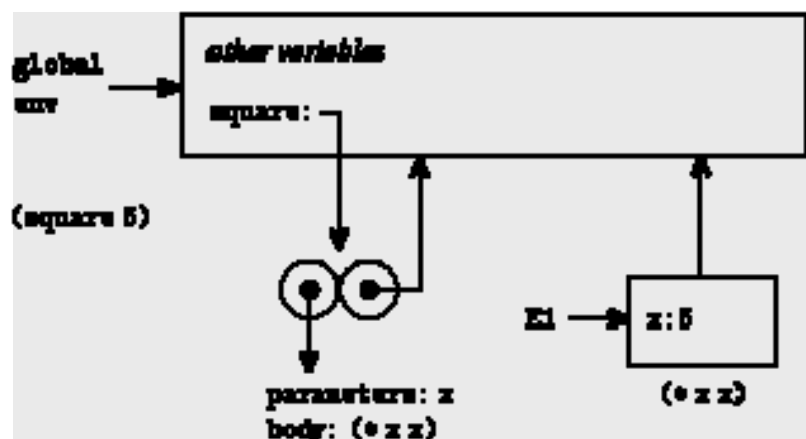 other variables
global
env
square:
(square 5)
E1
x:5
parameters: x
body: (* x x)
(* x x)